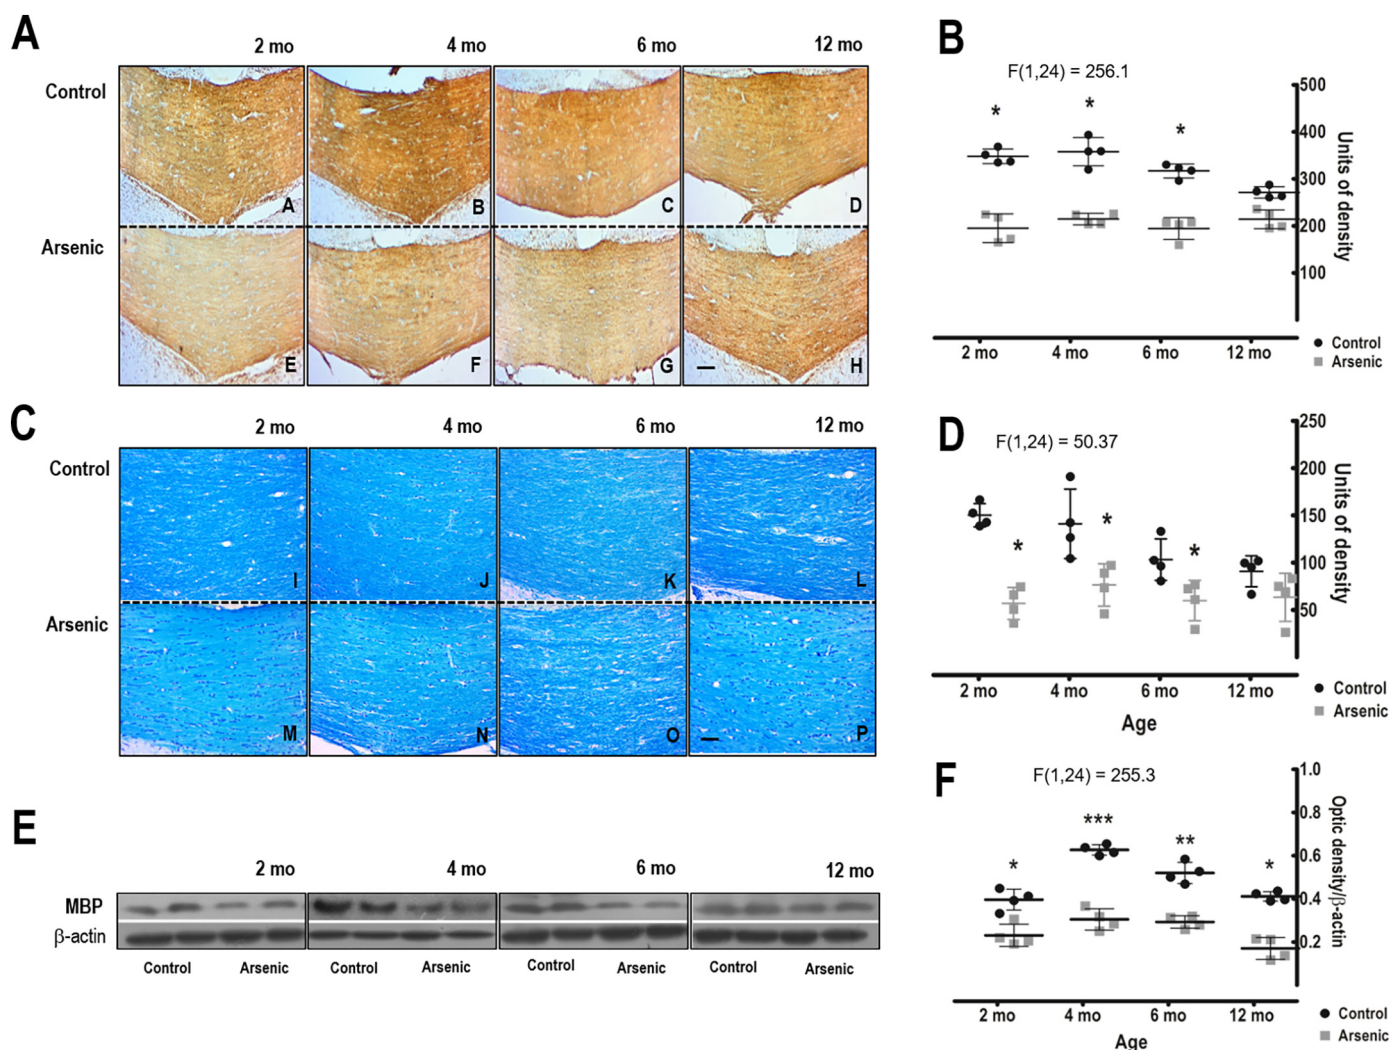 A
2 mo 4 mo 6 mo 12 mo
Control
A B C D
Arsenic
E F G H
B
F(1,24) = 256.1
* * *
500
400
300
200
100
Units of density
2 mo 4 mo 6 mo 12 mo
Control
Arsenic
C
2 mo 4 mo 6 mo 12 mo
Control
I J K L
Arsenic
M N O P
D
F(1,24) = 50.37
* * *
250
200
150
100
50
Units of density
2 mo 4 mo 6 mo 12 mo
Age
Control
Arsenic
E
2 mo 4 mo 6 mo 12 mo
MBP
β-actin
Control Arsenic Control Arsenic Control Arsenic Control Arsenic
F
F(1,24) = 255.3
* *** ** *
1.0
0.8
0.6
0.4
0.2
Optic density/β-actin
2 mo 4 mo 6 mo 12 mo
Age
Control
Arsenic